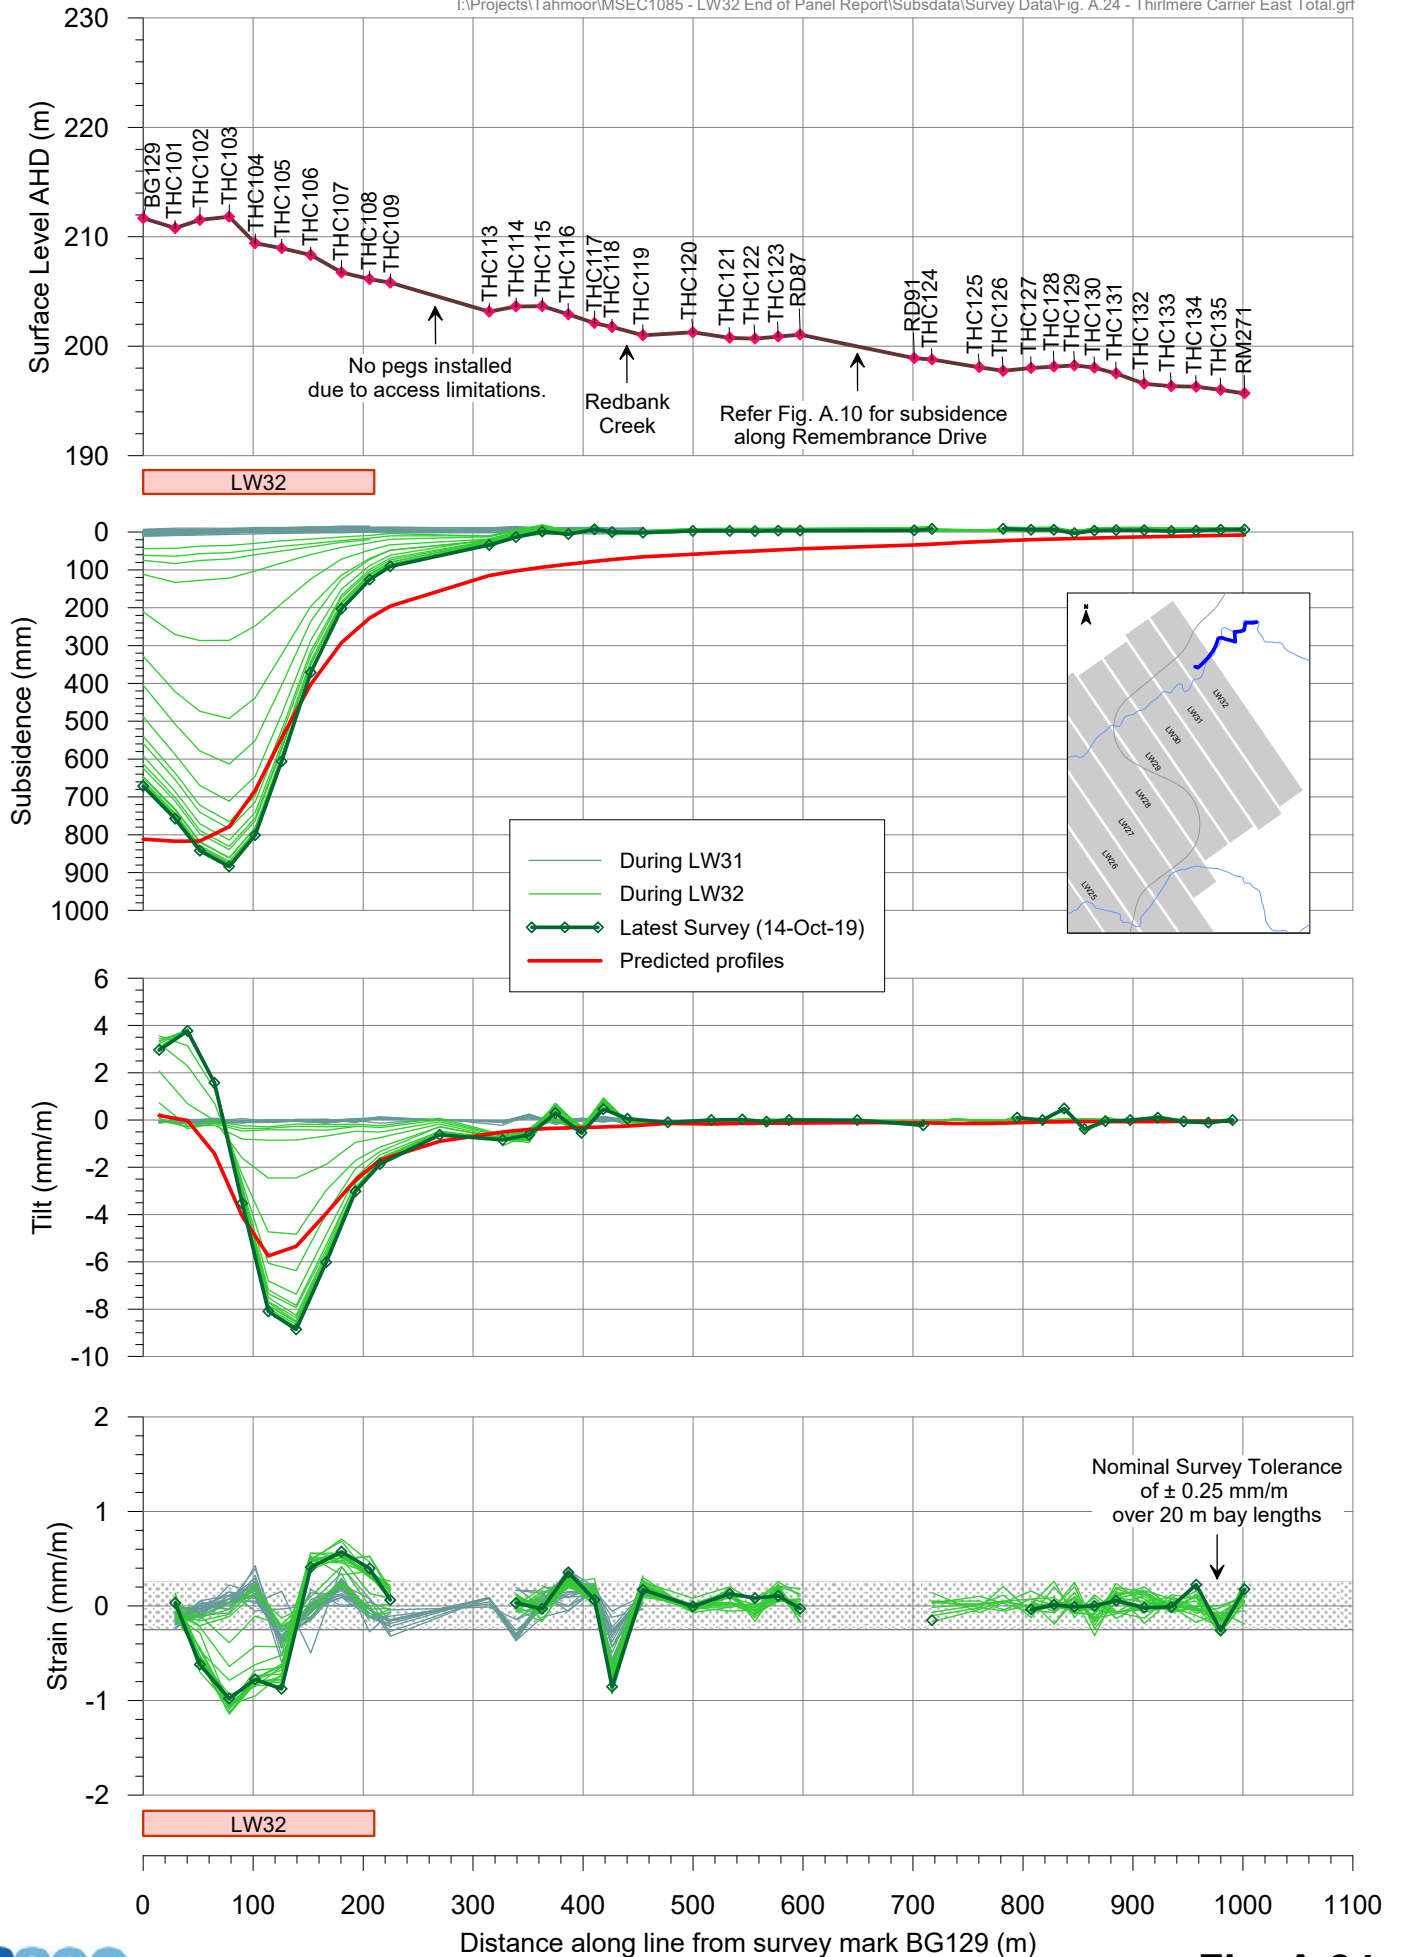 I:\Projects\Tahmoor\MSEC1085 - LW32 End of Panel Report\Subsdata\Survey Data\Fig. A.24 - Thirlmere Carrier East Total.grf
230
220
210
200
190
Surface Level AHD (m)
BG129
THC101
THC102
THC103
THC104
THC105
THC106
THC107
THC108
THC109
THC113
THC114
THC115
THC116
THC117
THC118
THC119
THC120
THC121
THC122
THC123
RD87
RD91
THC124
THC125
THC126
THC127
THC128
THC129
THC130
THC131
THC132
THC133
THC134
THC135
RM271
No pegs installed
due to access limitations.
Redbank
Creek
Refer Fig. A.10 for subsidence
along Remembrance Drive
LW32
0
100
200
300
400
500
600
700
800
900
1000
Subsidence (mm)
N
LW32
LW31
LW30
LW29
LW28
LW27
LW26
LW25
During LW31
During LW32
Latest Survey (14-Oct-19)
Predicted profiles
6
4
2
0
-2
-4
-6
-8
-10
Tilt (mm/m)
2
1
0
-1
-2
Strain (mm/m)
Nominal Survey Tolerance
of ± 0.25 mm/m
over 20 m bay lengths
LW32
0 100 200 300 400 500 600 700 800 900 1000 1100
Distance along line from survey mark BG129 (m)